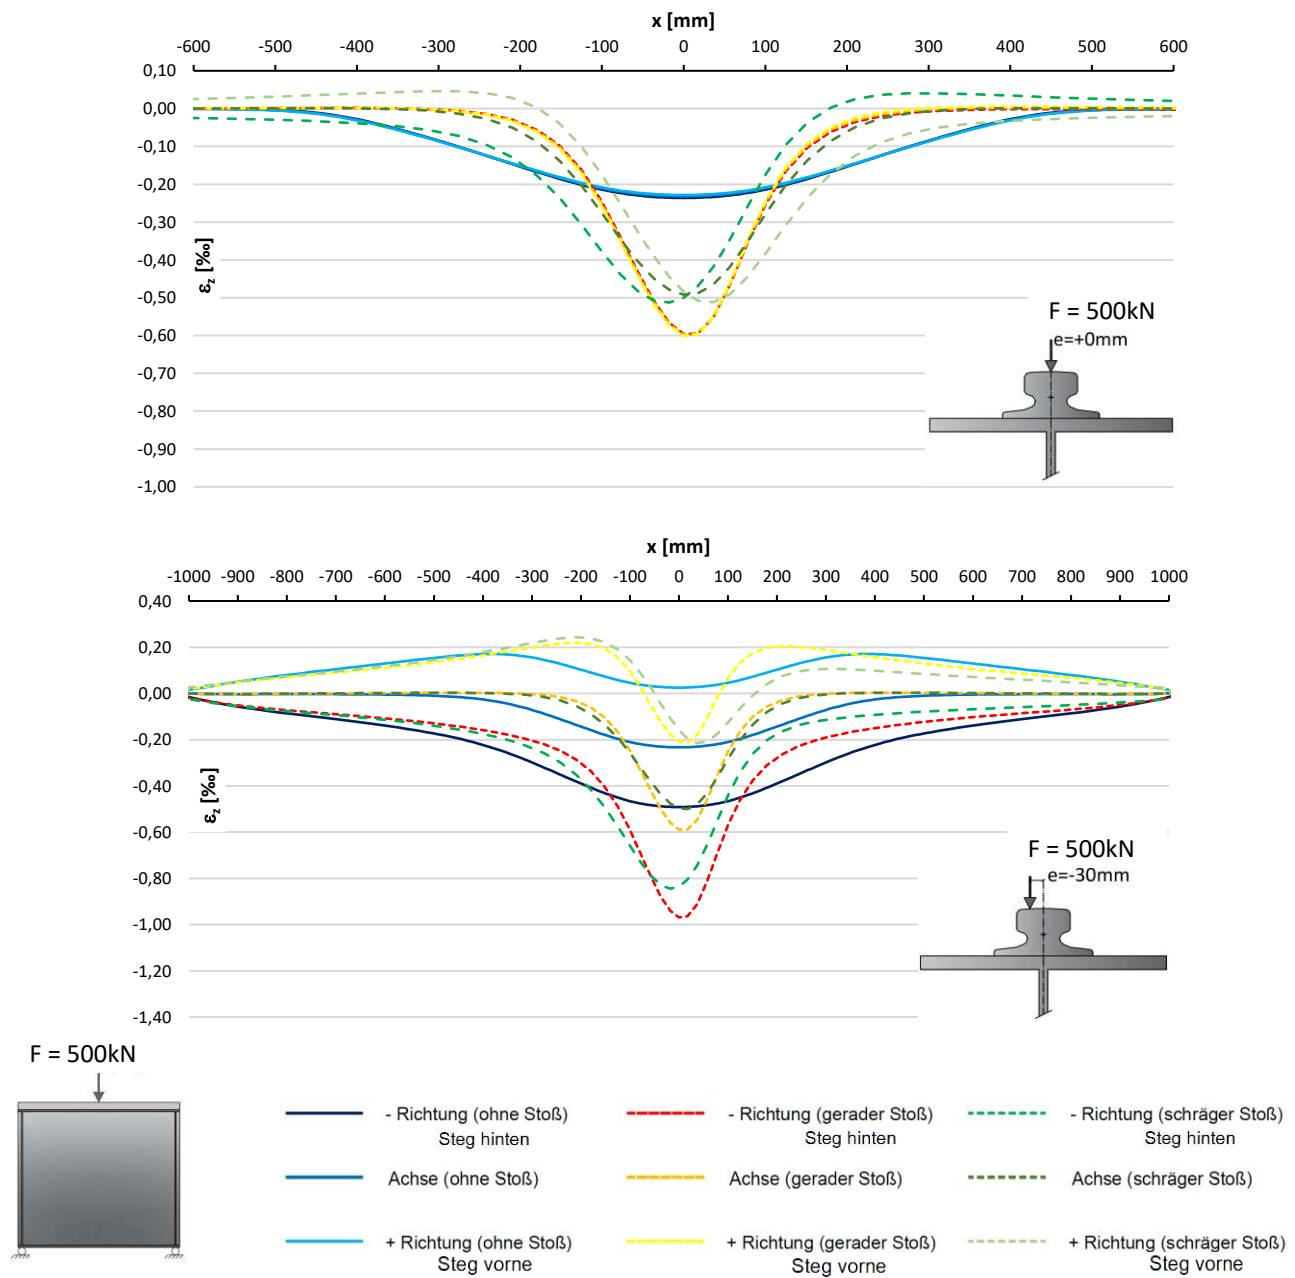 x [mm]
-600 -500 -400 -300 -200 -100 0 100 200 300 400 500 600
0,10
0,00
-0,10
-0,20
-0,30
-0,40
-0,50
-0,60
-0,70
-0,80
-0,90
-1,00
εz [‰]
F = 500kN
e=+0mm
x [mm]
-1000 -900 -800 -700 -600 -500 -400 -300 -200 -100 0 100 200 300 400 500 600 700 800 900 1000
0,40
0,20
0,00
-0,20
-0,40
-0,60
-0,80
-1,00
-1,20
-1,40
εz [‰]
F = 500kN
e=-30mm
F = 500kN
- Richtung (ohne Stoß) - Richtung (gerader Stoß) - Richtung (schräger Stoß)
Steg hinten Steg hinten Steg hinten
Achse (ohne Stoß) Achse (gerader Stoß) Achse (schräger Stoß)
+ Richtung (ohne Stoß) + Richtung (gerader Stoß) + Richtung (schräger Stoß)
Steg vorne Steg vorne Steg vorne